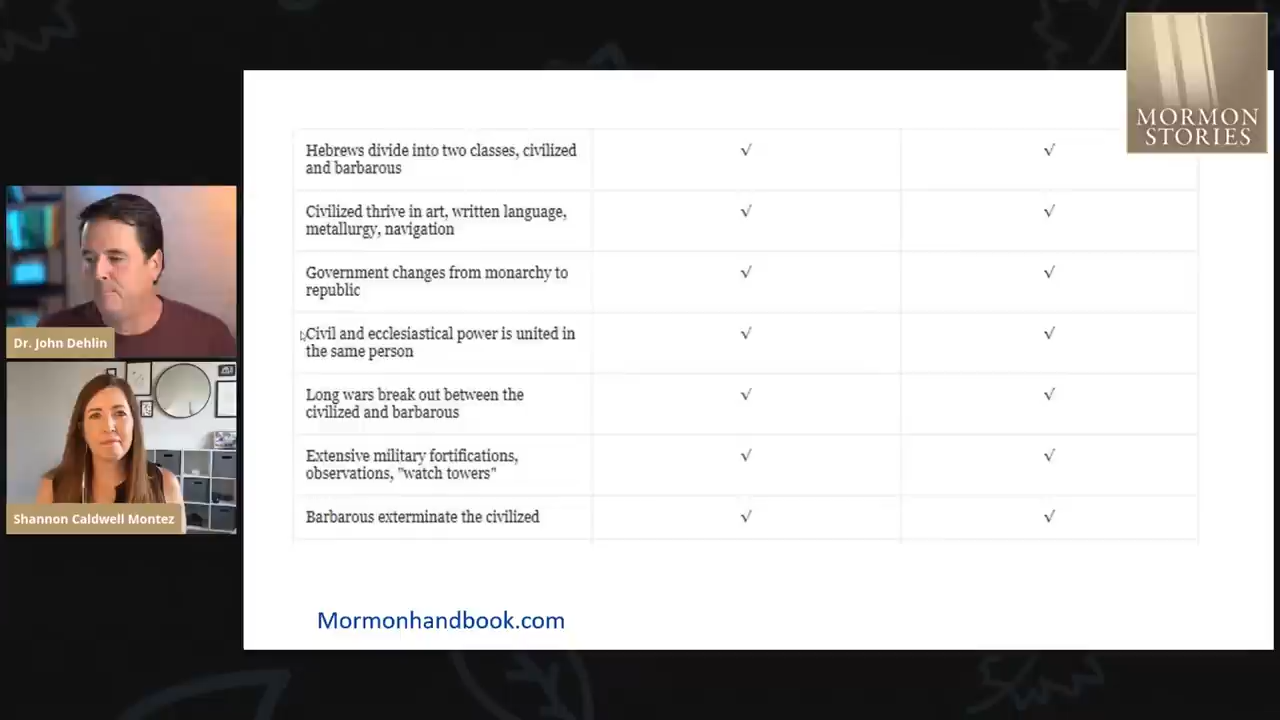 MORMON
STORIES
Hebrews divide into two classes, civilized
and barbarous
√ √
Civilized thrive in art, written language,
metallurgy, navigation
√ √
Government changes from monarchy to
republic
√ √
Civil and ecclesiastical power is united in
the same person
√ √
Long wars break out between the
civilized and barbarous
√ √
Extensive military fortifications,
observations, "watch towers"
√ √
Barbarous exterminate the civilized
√ √
Mormonhandbook.com
Dr. John Dehlin
Shannon Caldwell Montez